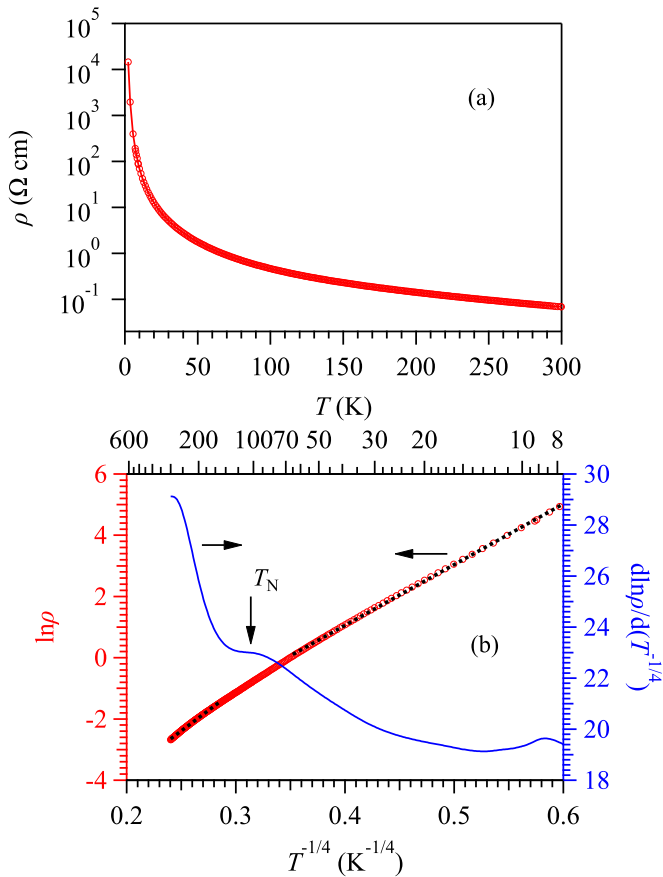 10^5
10^4
10^3
10^2
10^1
10^0
10^-1
ρ (Ω cm)
(a)
0 50 100 150 200 250 300
T (K)
600 200 100 70 50 30 20 10 8
6
4
2
0
-2
-4
lnρ
T_N
(b)
30
28
26
24
22
20
18
dlnρ/d(T^-1/4)
0.2 0.3 0.4 0.5 0.6
T^-1/4 (K^-1/4)